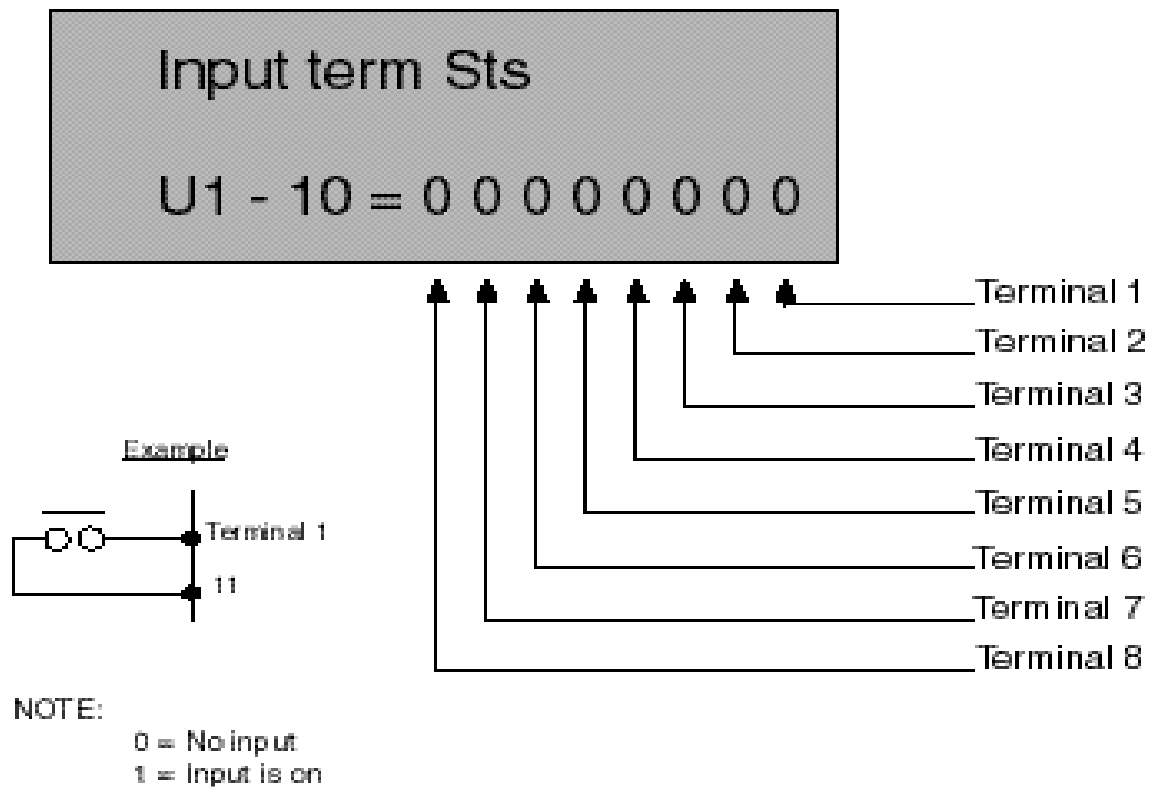 Input term Sts
U1 - 10 = 0 0 0 0 0 0 0 0
Terminal 1
Terminal 2
Terminal 3
Terminal 4
Terminal 5
Terminal 6
Terminal 7
Terminal 8
Example
Terminal 1
11
NOTE:
0 = No input
1 = Input is on